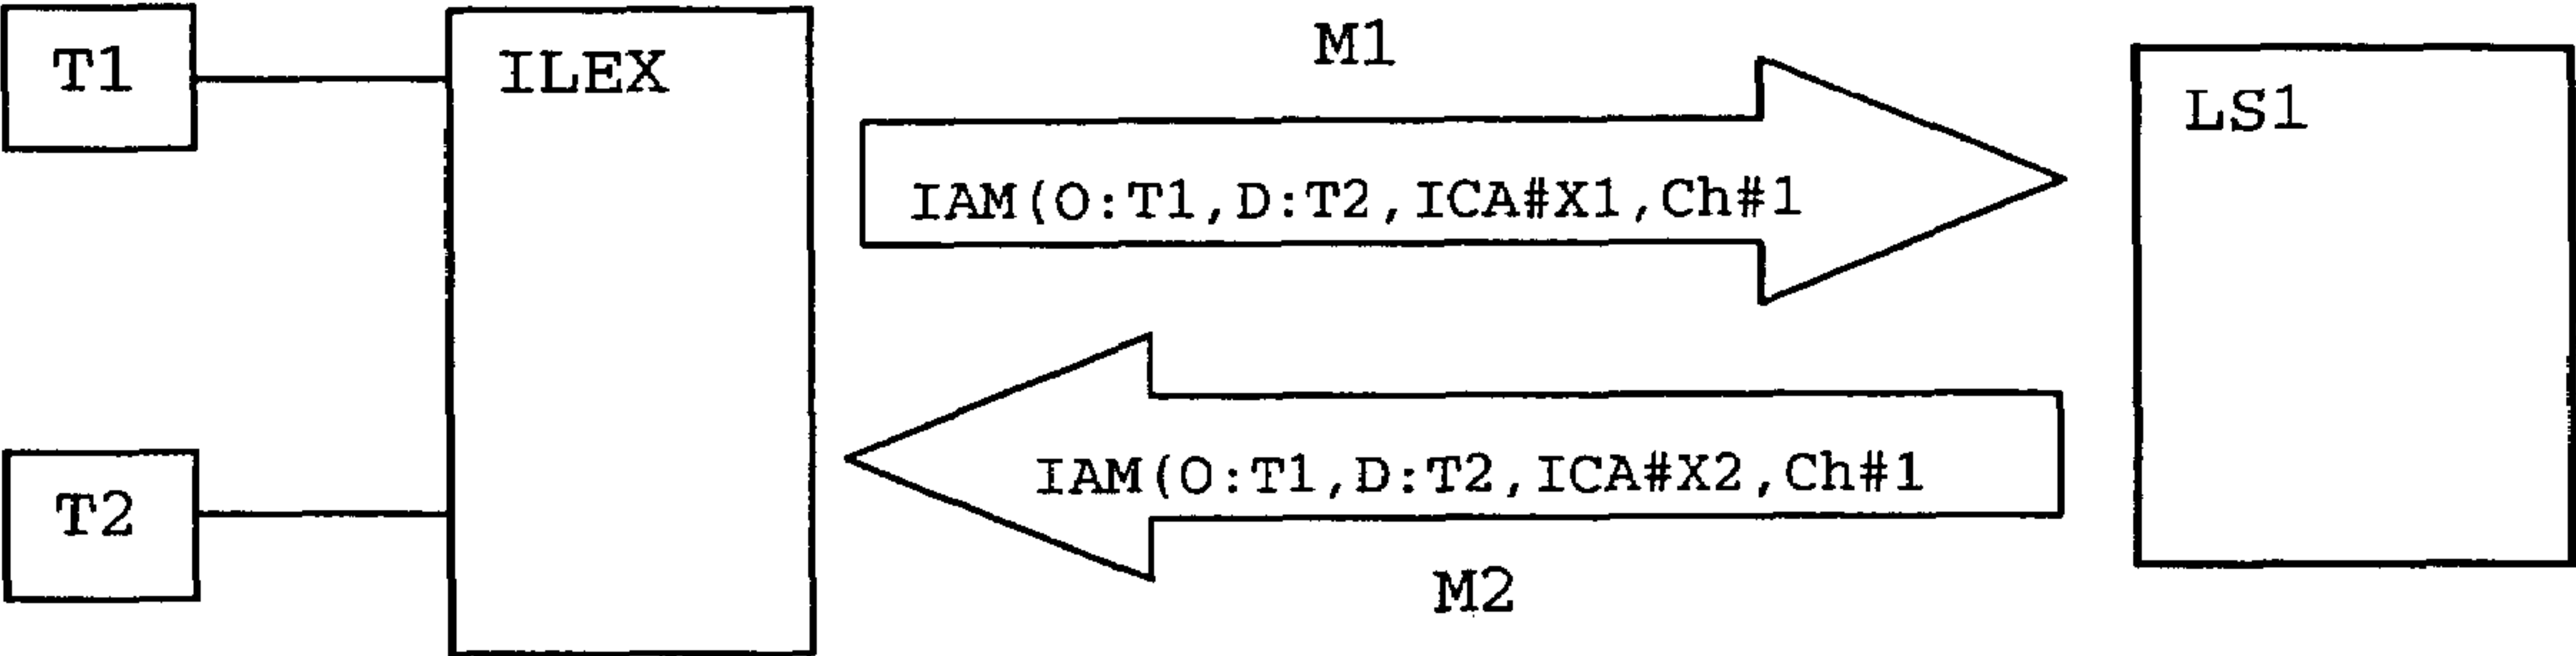 T1
ILEX
M1
LS1
IAM(O:T1,D:T2,ICA#X1,Ch#1
IAM(O:T1,D:T2,ICA#X2,Ch#1
T2
M2